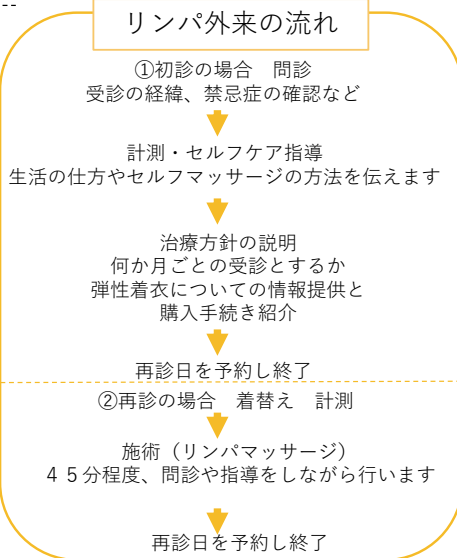 リンパ外来の流れ
①初診の場合　問診
受診の経緯、禁忌症の確認など
計測・セルフケア指導
生活の仕方やセルフマッサージの方法を伝えます
治療方針の説明
何か月ごとの受診とするか
弾性着衣についての情報提供と
購入手続き紹介
再診日を予約し終了
②再診の場合　着替え　計測
施術（リンパマッサージ）
４５分程度、問診や指導をしながら行います
再診日を予約し終了